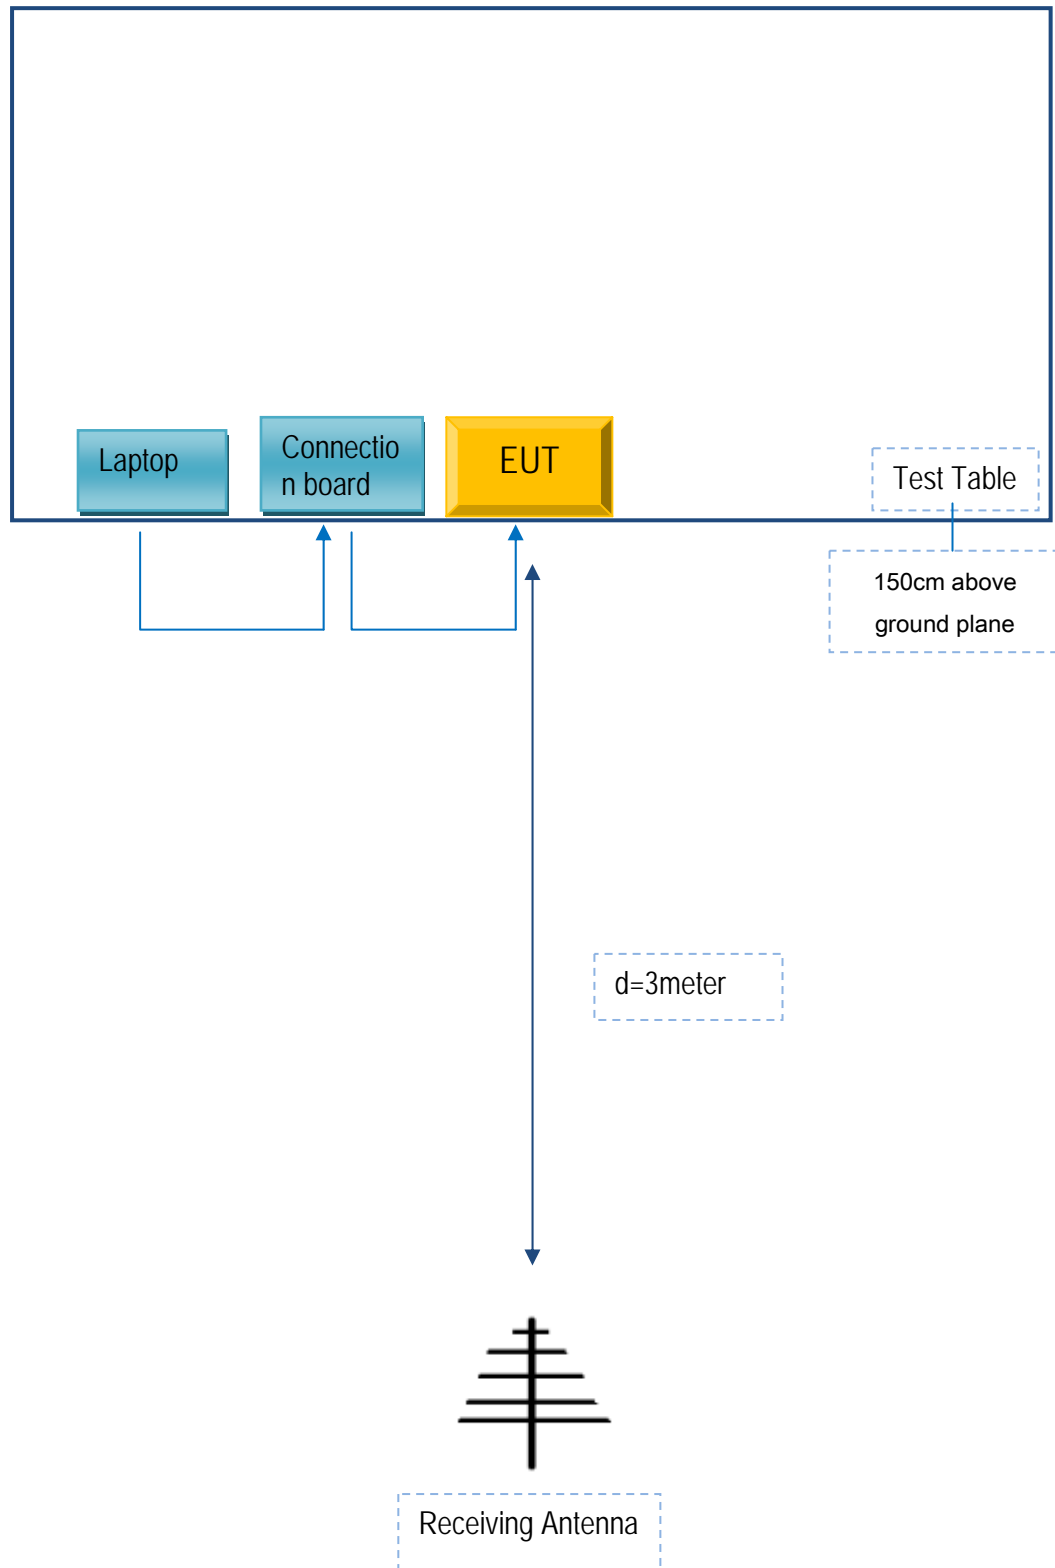 Laptop
Connectio
n board
EUT
Test Table
150cm above
ground plane
d=3meter
Receiving Antenna